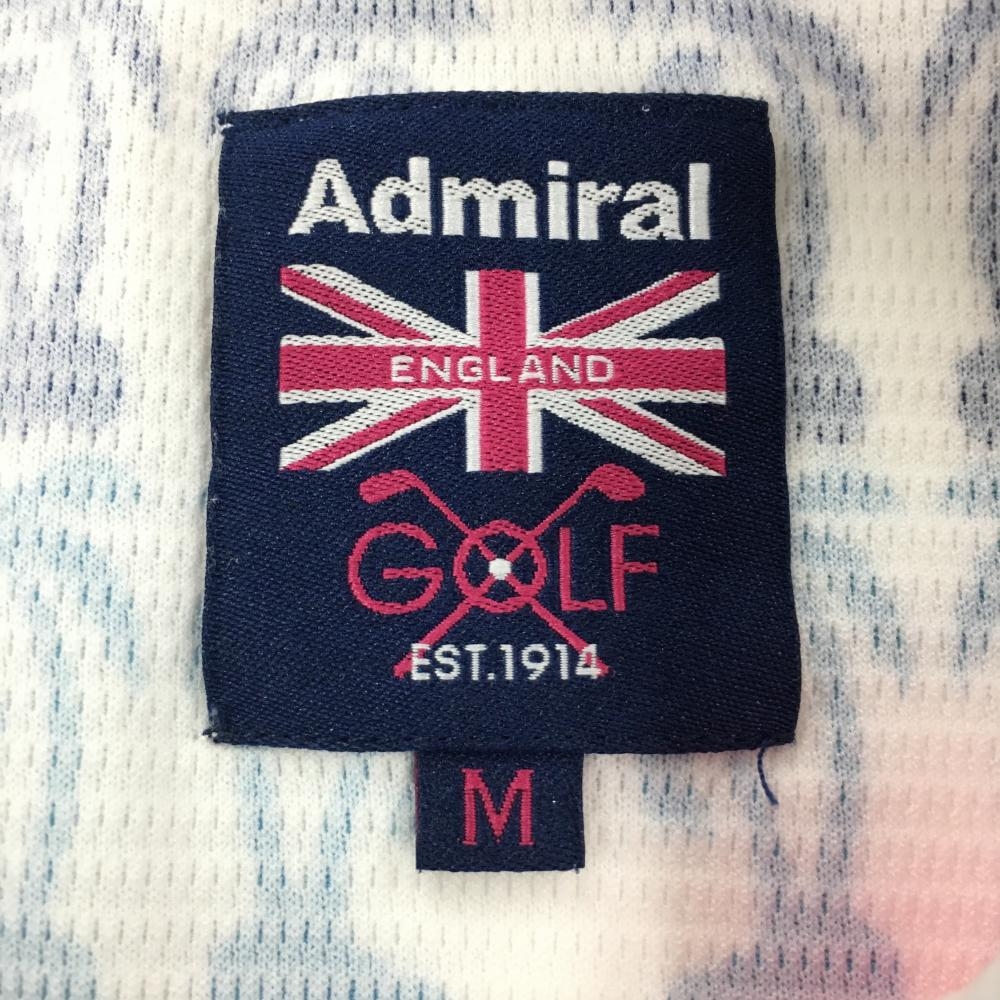 Admiral
ENGLAND
GOLF
EST.1914
M